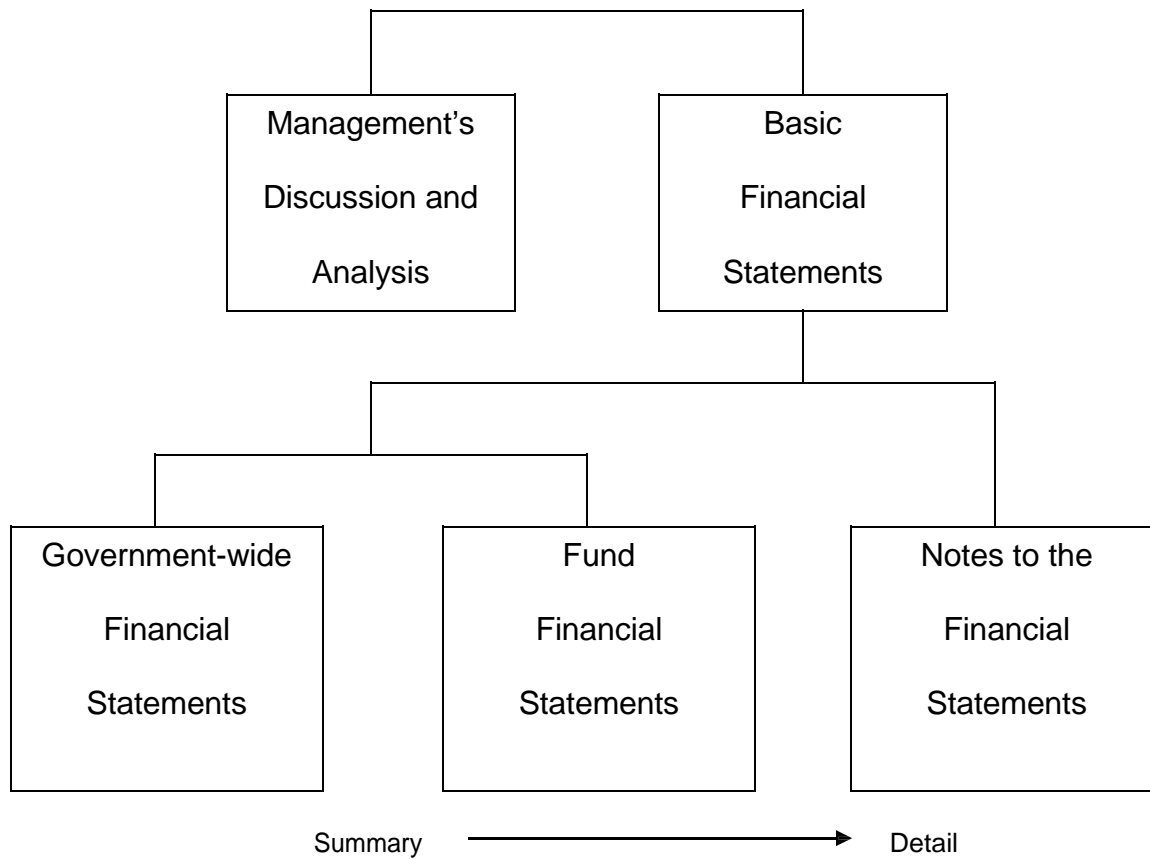 Management’s
Discussion and
Analysis
Basic
Financial
Statements
Government-wide
Financial
Statements
Fund
Financial
Statements
Notes to the
Financial
Statements
Summary
Detail